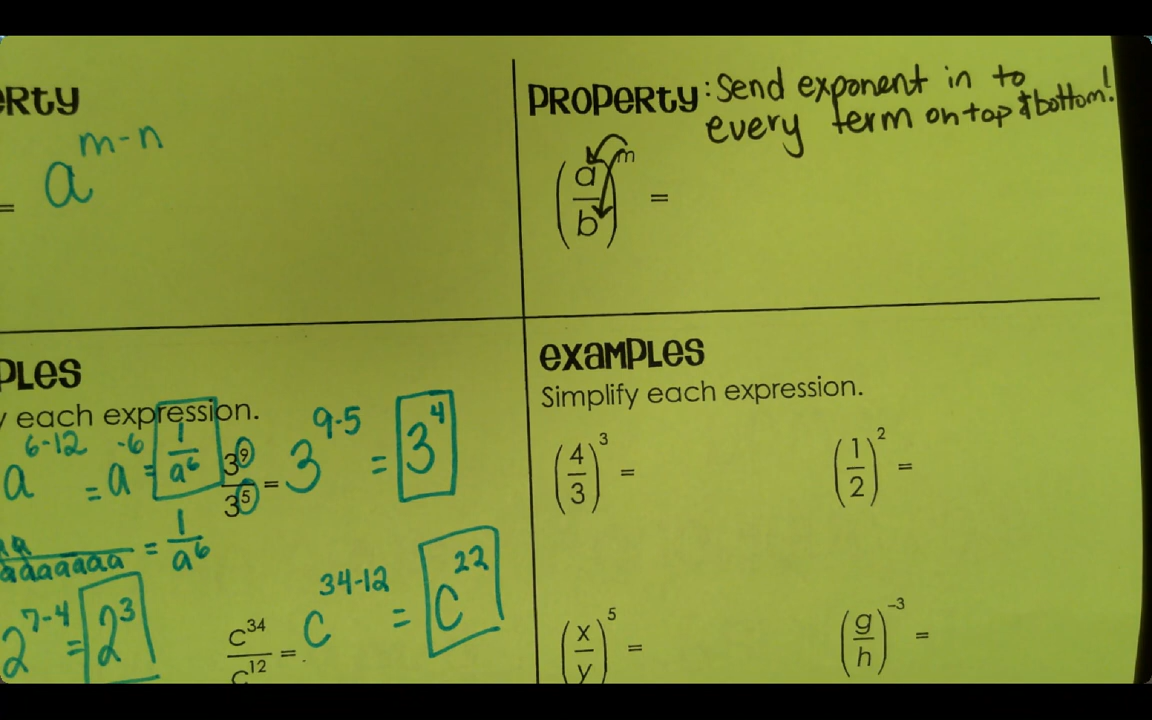 ERTY
= a^{m-n}
PROPERTY: Send exponent in to
every term on top & bottom!
(a/b)^m =
PLES
y each expression.
a^{6-12} = a^{-6} = 1/a^6
3^9/3^5 = 3^{9-5} = 3^4
aaaaaaa = 1/a^6
2^{7-4} = 2^3
c^{34}/c^{12} = c^{34-12} = c^{22}
EXAMPLES
Simplify each expression.
(4/3)^3 = (1/2)^2 =
(x/y)^5 = (g/h)^{-3} =